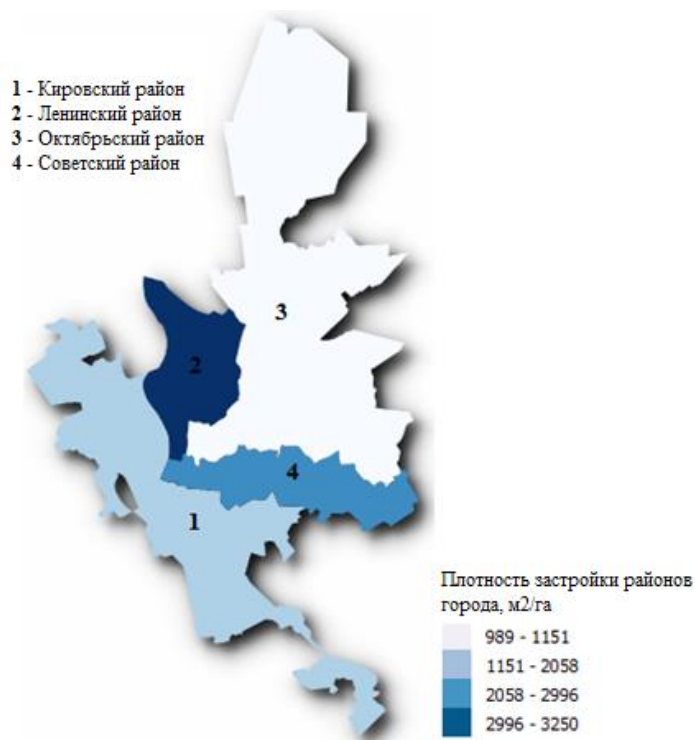 1 - Кировский район
2 - Ленинский район
3 - Октябрьский район
4 - Советский район
3
2
4
1
Плотность застройки районов
города, м2/га
989 - 1151
1151 - 2058
2058 - 2996
2996 - 3250